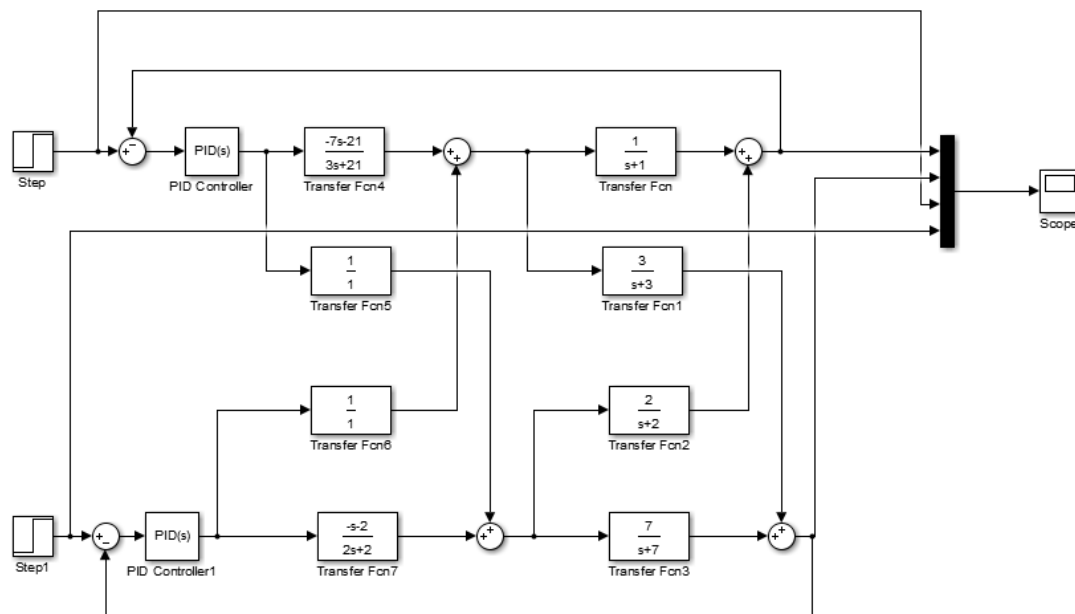 Step
PID(s)
PID Controller
-7s-21
3s+21
Transfer Fcn4
1
s+1
Transfer Fcn
Scope
1
1
Transfer Fcn5
3
s+3
Transfer Fcn1
1
1
Transfer Fcn6
2
s+2
Transfer Fcn2
Step1
PID(s)
PID Controller1
-s-2
2s+2
Transfer Fcn7
7
s+7
Transfer Fcn3